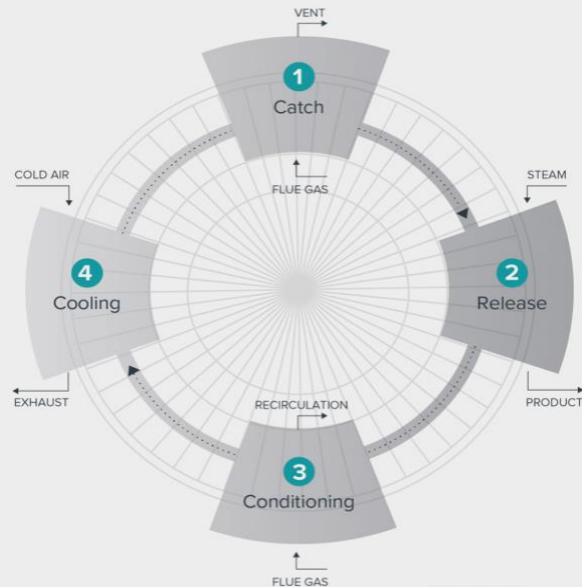 VENT
1
Catch
FLUE GAS
COLD AIR
STEAM
4
Cooling
2
Release
EXHAUST
PRODUCT
RECIRCULATION
3
Conditioning
FLUE GAS